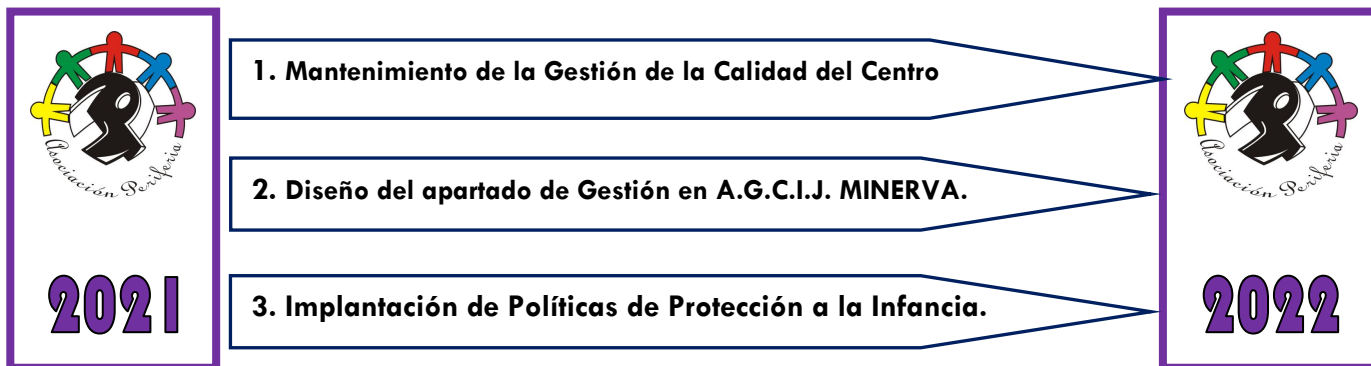 Asociación Periferia
2021
1. Mantenimiento de la Gestión de la Calidad del Centro
2. Diseño del apartado de Gestión en A.G.C.I.J. MINERVA.
3. Implantación de Políticas de Protección a la Infancia.
Asociación Periferia
2022